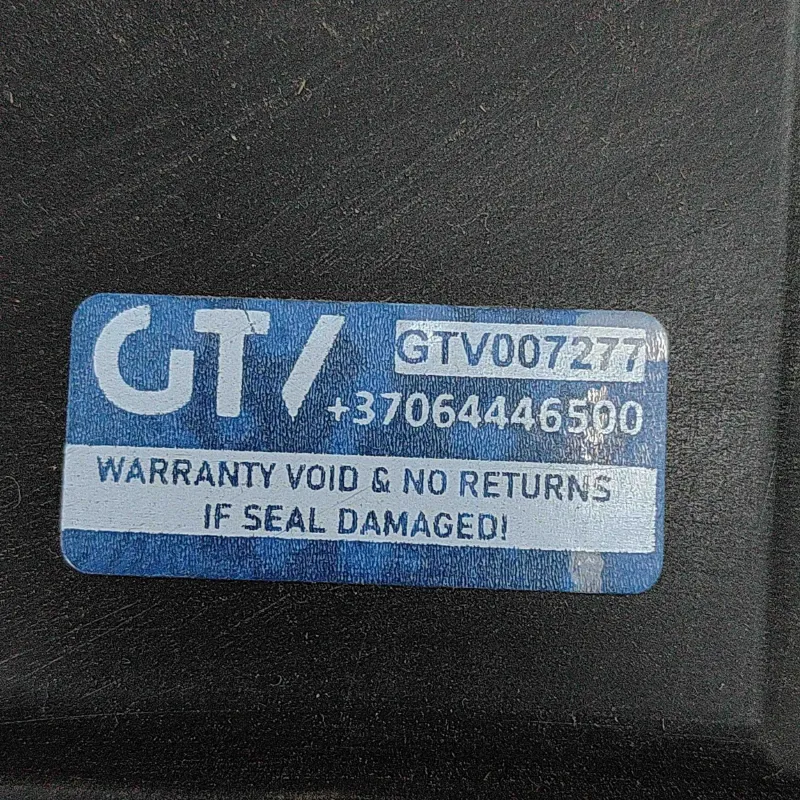 GTV
GTV007277
+37064446500
WARRANTY VOID & NO RETURNS
IF SEAL DAMAGED!